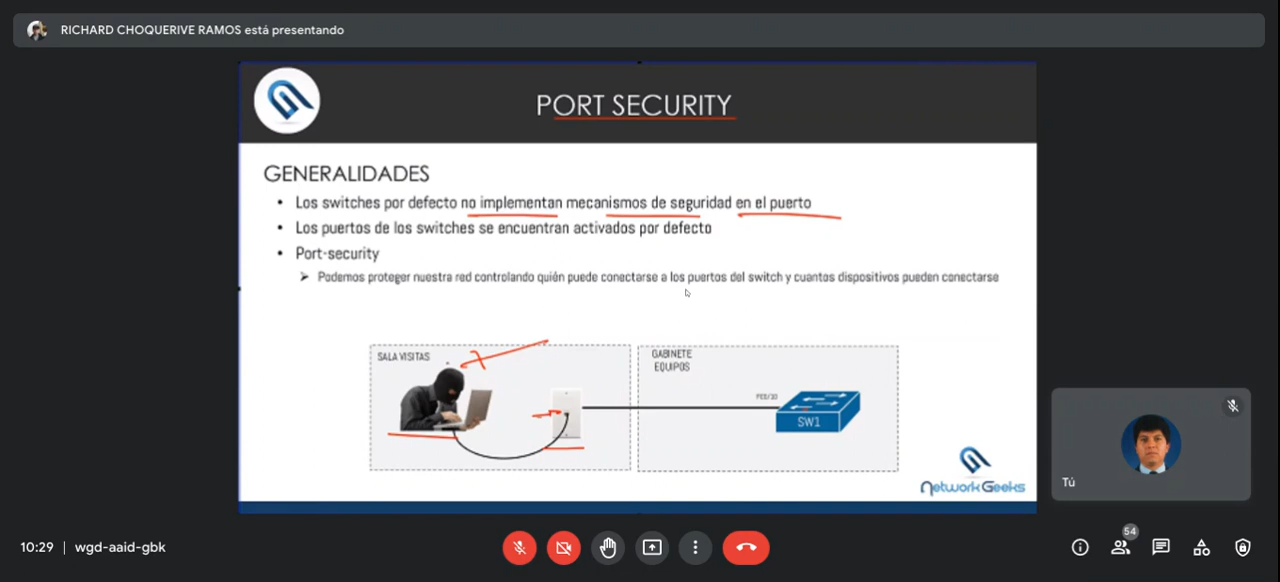 RICHARD CHOQUERIVE RAMOS está presentando
PORT SECURITY
GENERALIDADES
• Los switches por defecto no implementan mecanismos de seguridad en el puerto
• Los puertos de los switches se encuentran activados por defecto
• Port-security
➢ Podemos proteger nuestra red controlando quién puede conectarse a los puertos del switch y cuantos dispositivos pueden conectarse
SALA VISITAS
GABINETE
EQUIPOS
SW1
Network Geeks
Tú
10:29 | wgd-aaid-gbk
54